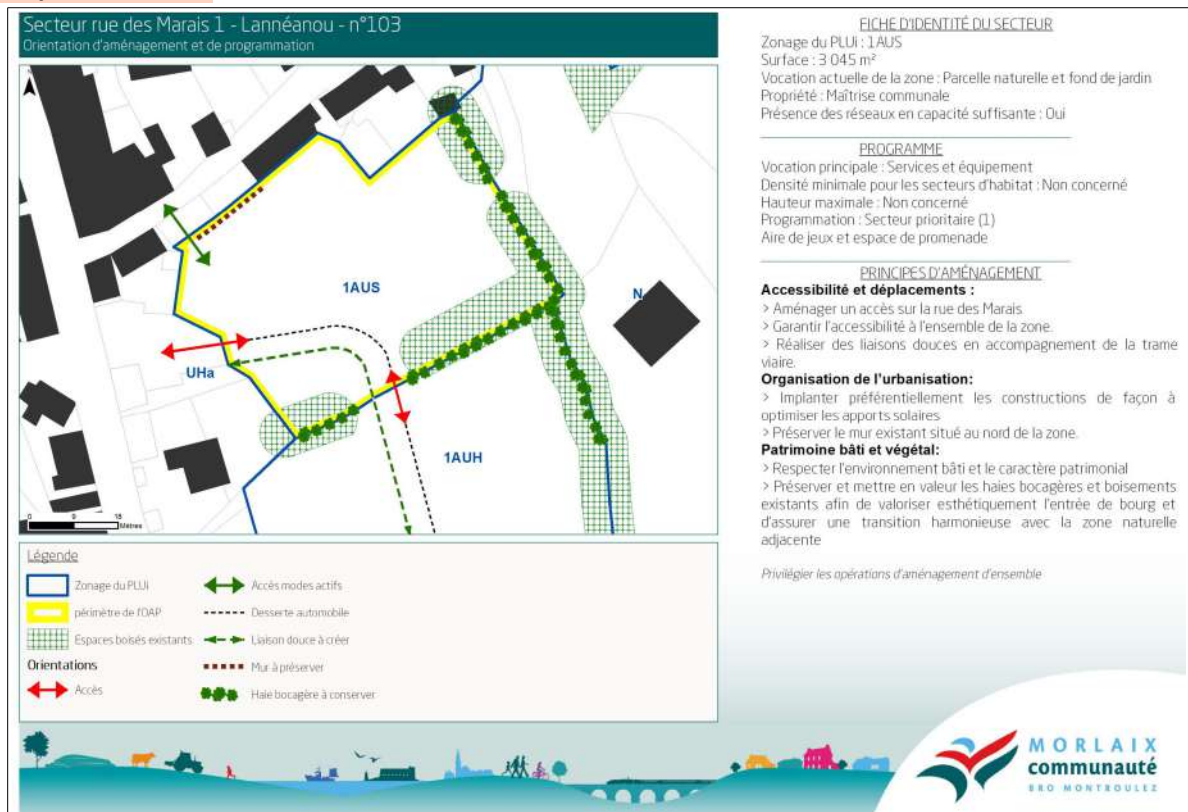 Secteur rue des Marais 1 - Lannéanou - n°103
Orientation d'aménagement et de programmation
1AUS
N
UHa
1AUH
0 9 18
Mètres
Légende
Zonage du PLUi
périmètre de l'OAP
Espaces boisés existants
Orientations
Accès
Accès modes actifs
Desserte automobile
Liaison douce à créer
Mur à préserver
Haie bocagère à conserver
FICHE D'IDENTITÉ DU SECTEUR
Zonage du PLUi : 1AUS
Surface : 3 045 m²
Vocation actuelle de la zone : Parcelle naturelle et fond de jardin
Propriété : Maîtrise communale
Présence des réseaux en capacité suffisante : Oui
PROGRAMME
Vocation principale : Services et équipement
Densité minimale pour les secteurs d'habitat : Non concerné
Hauteur maximale : Non concerné
Programmation : Secteur prioritaire (1)
Aire de jeux et espace de promenade
PRINCIPES D'AMÉNAGEMENT
Accessibilité et déplacements :
> Aménager un accès sur la rue des Marais
> Garantir l'accessibilité à l'ensemble de la zone.
> Réaliser des liaisons douces en accompagnement de la trame
viaire.
Organisation de l'urbanisation:
> Implanter préférentiellement les constructions de façon à
optimiser les apports solaires
> Préserver le mur existant situé au nord de la zone.
Patrimoine bâti et végétal:
> Respecter l'environnement bâti et le caractère patrimonial
> Préserver et mettre en valeur les haies bocagères et boisements
existants afin de valoriser esthétiquement l'entrée de bourg et
d'assurer une transition harmonieuse avec la zone naturelle
adjacente
Privilégier les opérations d'aménagement d'ensemble
MORLAIX
communauté
BRO MONTROULEZ